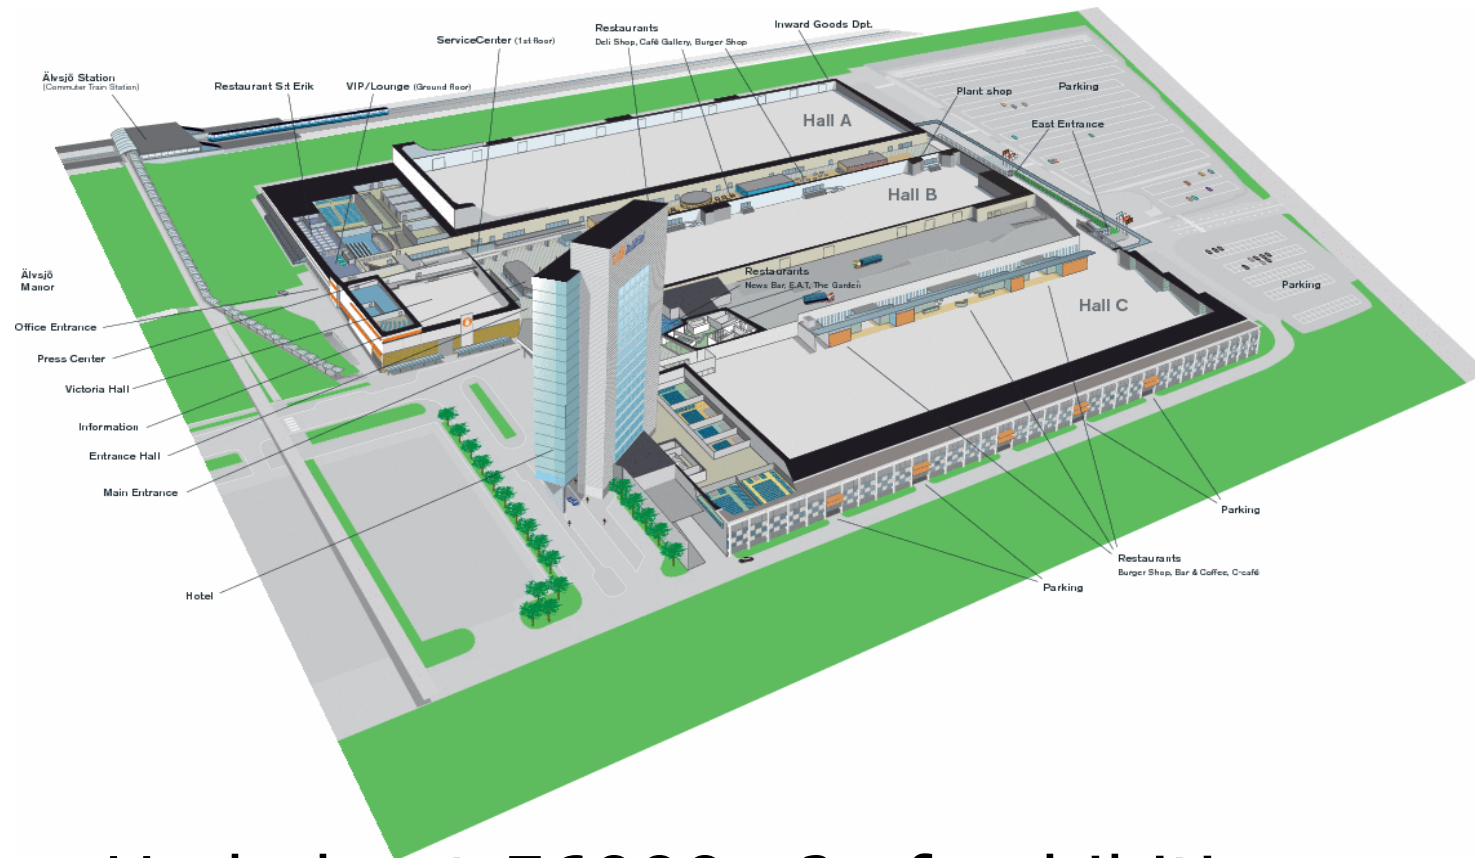 Inward Goods Dpt.
Restaurants
Deli Shop, Café Gallery, Burger Shop
ServiceCenter (1st floor)
Älvsjö Station
(Commuter Train Station)
Restaurant S:t Erik
VIP/Lounge (Ground floor)
Plant shop
Parking
Hall A
East Entrance
Hall B
Älvsjö
Manor
Restaurants
News Bar, E.A.T, The Garden
Parking
Hall C
Office Entrance
Press Center
Victoria Hall
Information
Entrance Hall
Main Entrance
Parking
Restaurants
Burger Shop, Bar & Coffee, C-café
Parking
Hotel